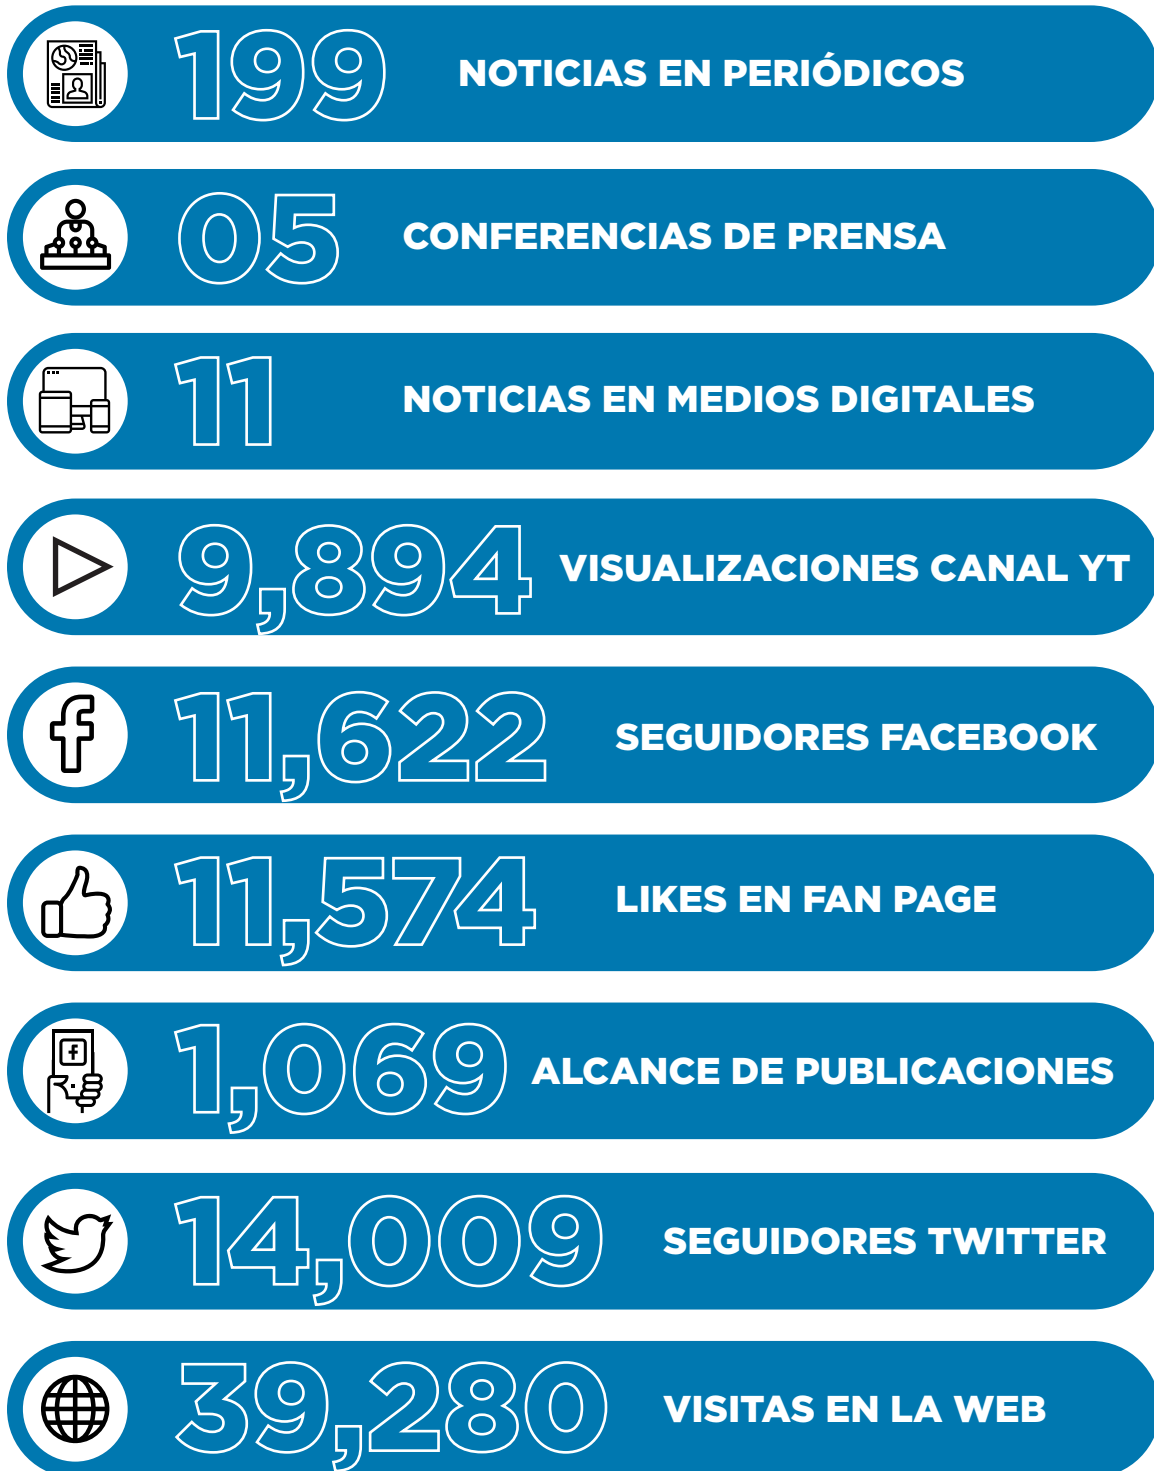 199 NOTICIAS EN PERIÓDICOS
05 CONFERENCIAS DE PRENSA
11 NOTICIAS EN MEDIOS DIGITALES
9,894 VISUALIZACIONES CANAL YT
11,622 SEGUIDORES FACEBOOK
11,574 LIKES EN FAN PAGE
1,069 ALCANCE DE PUBLICACIONES
14,009 SEGUIDORES TWITTER
39,280 VISITAS EN LA WEB